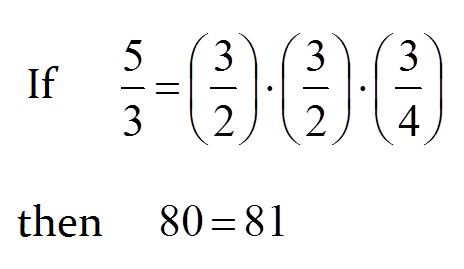 If 5/3 = (3/2) · (3/2) · (3/4)
then 80 = 81